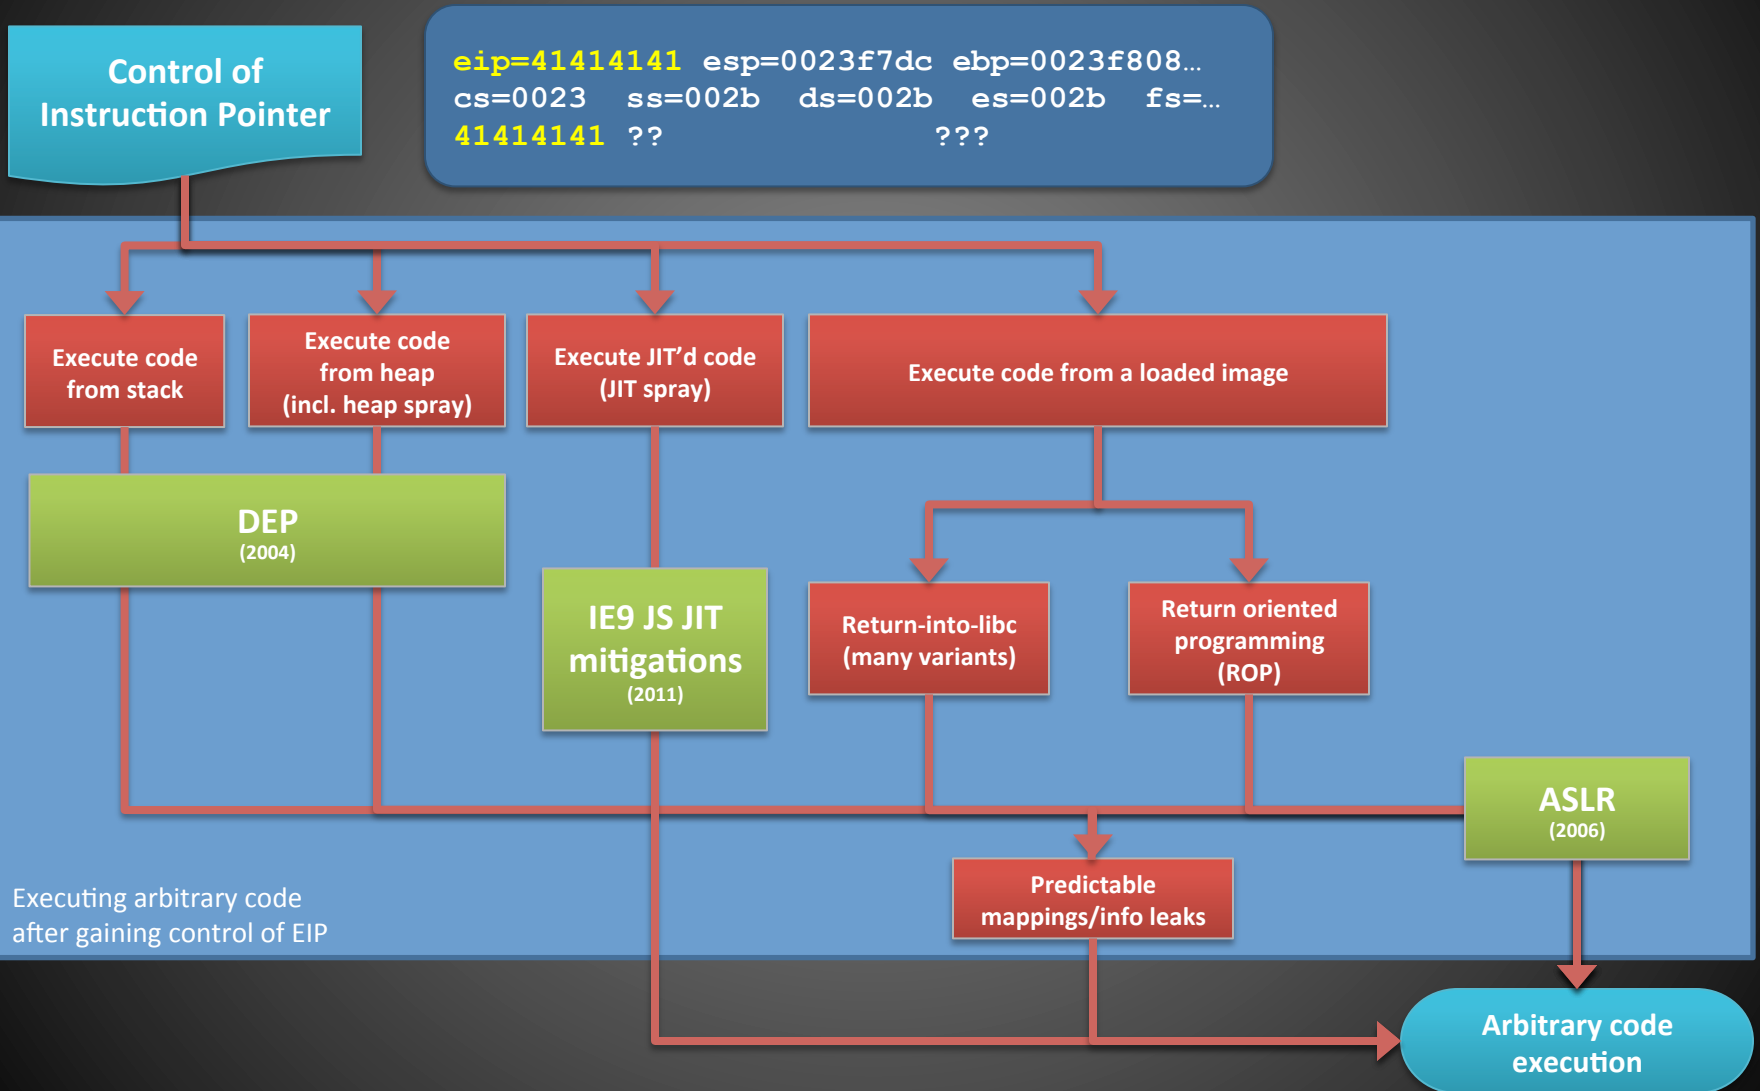 Control of
Instruction Pointer
eip=41414141 esp=0023f7dc ebp=0023f808…
cs=0023 ss=002b ds=002b es=002b fs=…
41414141 ?? ???
Execute code
from stack
Execute code
from heap
(incl. heap spray)
Execute JIT’d code
(JIT spray)
Execute code from a loaded image
DEP
(2004)
IE9 JS JIT
mitigations
(2011)
Return-into-libc
(many variants)
Return oriented
programming
(ROP)
ASLR
(2006)
Predictable
mappings/info leaks
Executing arbitrary code
after gaining control of EIP
Arbitrary code
execution